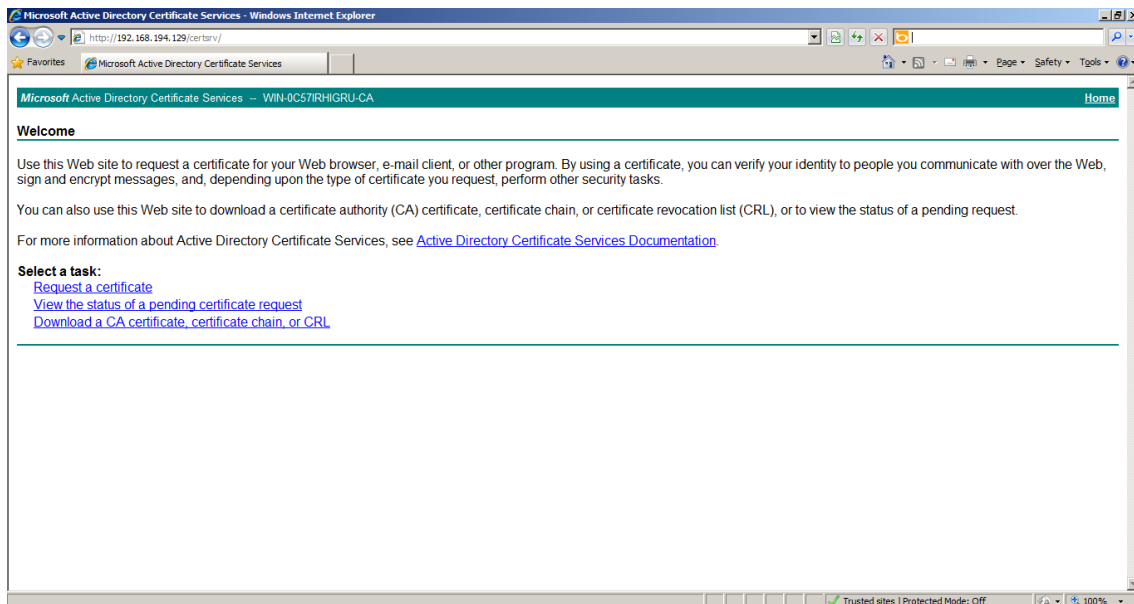 Microsoft Active Directory Certificate Services - Windows Internet Explorer
http://192.168.194.129/certsrv/
Favorites Microsoft Active Directory Certificate Services Page Safety Tools
Microsoft Active Directory Certificate Services -- WIN-0C57IRHIGRU-CA Home
Welcome
Use this Web site to request a certificate for your Web browser, e-mail client, or other program. By using a certificate, you can verify your identity to people you communicate with over the Web,
sign and encrypt messages, and, depending upon the type of certificate you request, perform other security tasks.
You can also use this Web site to download a certificate authority (CA) certificate, certificate chain, or certificate revocation list (CRL), or to view the status of a pending request.
For more information about Active Directory Certificate Services, see Active Directory Certificate Services Documentation.
Select a task:
Request a certificate
View the status of a pending certificate request
Download a CA certificate, certificate chain, or CRL
Trusted sites | Protected Mode: Off 100%